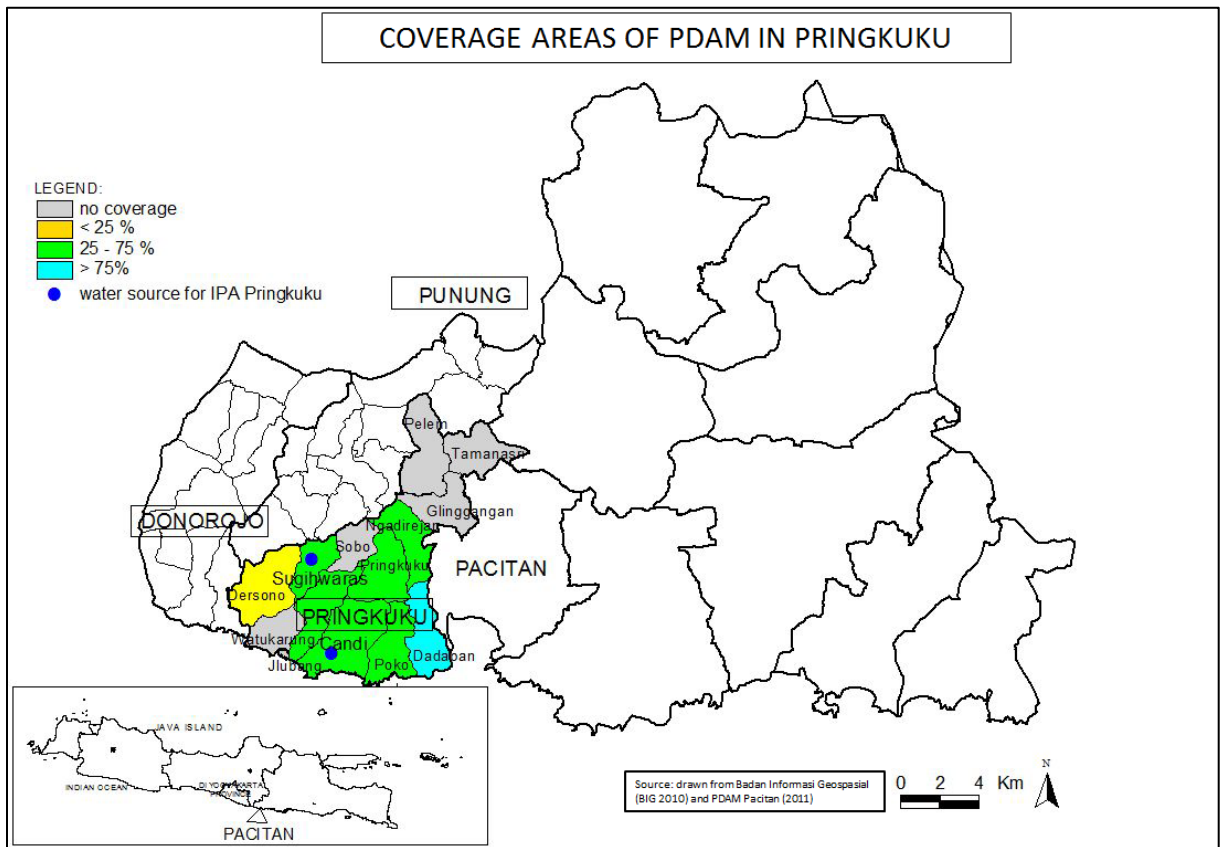 COVERAGE AREAS OF PDAM IN PRINGKUKU
LEGEND:
no coverage
< 25 %
25 - 75 %
> 75%
water source for IPA Pringkuku
PUNUNG
Pelem
Tamanasri
Glinggangan
DONOROJO
Ngadirejan
Sobo
Pringkuku
PACITAN
Sugihwaras
Dersono
PRINGKUKU
Watukarung
Candi
Jlubang
Poko
Dadapan
JAVA ISLAND
INDIAN OCEAN
DI YOGYAKARTA
PROVINCE
PACITAN
Source: drawn from Badan Informasi Geospasial
(BIG 2010) and PDAM Pacitan (2011)
0 2 4 Km
N